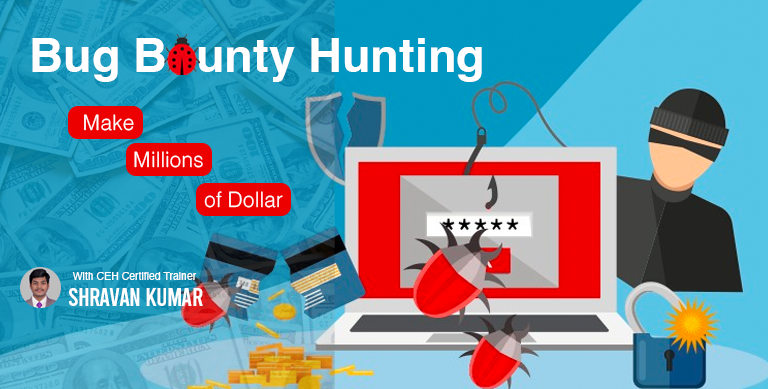 Bug Bounty Hunting
Make
Millions
of Dollar
*****
With CEH Certified Trainer
SHRAVAN KUMAR